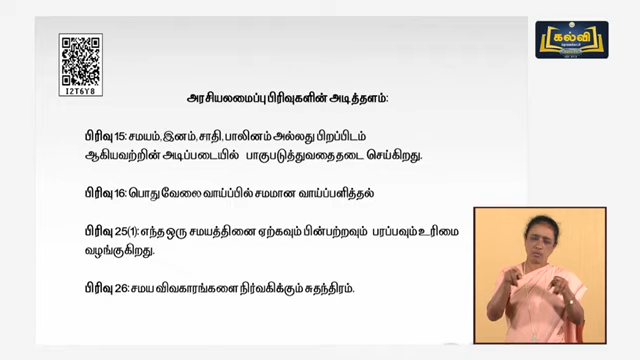 I2T6Y8
கல்வி
அரசியலமைப்பு பிரிவுகளின் அடித்தளம்:
பிரிவு 15: சமயம், இனம், சாதி, பாலினம் அல்லது பிறப்பிடம்
ஆகியவற்றின் அடிப்படையில் பாகுபடுத்துவதை தடை செய்கிறது.
பிரிவு 16: பொது வேலை வாய்ப்பில் சமமான வாய்ப்பளித்தல்
பிரிவு 25(1): எந்த ஒரு சமயத்தினை ஏற்கவும் பின்பற்றவும் பரப்பவும் உரிமை
வழங்குகிறது.
பிரிவு 26: சமய விவகாரங்களை நிர்வகிக்கும் சுதந்திரம்.